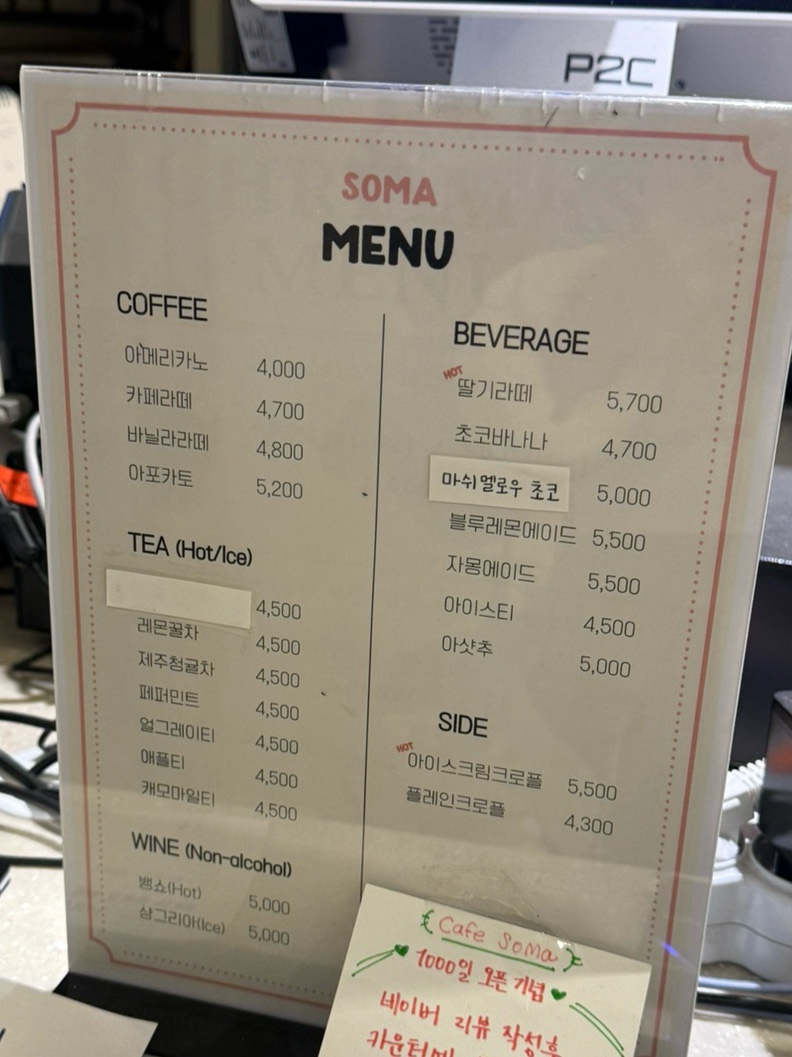 P2C
SOMA
MENU
COFFEE
아메리카노 4,000
카페라떼 4,700
바닐라라떼 4,800
아포카토 5,200
TEA (Hot/Ice)
4,500
레몬꿀차 4,500
제주청귤차 4,500
페퍼민트 4,500
얼그레이티 4,500
애플티 4,500
캐모마일티 4,500
WINE (Non-alcohol)
뱅쇼(Hot) 5,000
샹그리아(Ice) 5,000
BEVERAGE
HOT
딸기라떼 5,700
초코바나나 4,700
마쉬멜로우 초코 5,000
블루레몬에이드 5,500
자몽에이드 5,500
아이스티 4,500
아샷추 5,000
SIDE
HOT
아이스크림크로플 5,500
플레인크로플 4,300
Cafe SoMa
1000일 오픈 기념
네이버 리뷰 작성후